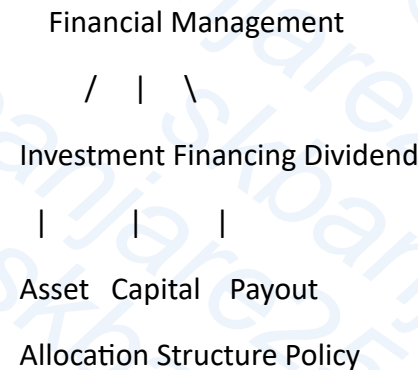 Financial Management
/ | \
Investment Financing Dividend
| | |
Asset Capital Payout
Allocation Structure Policy